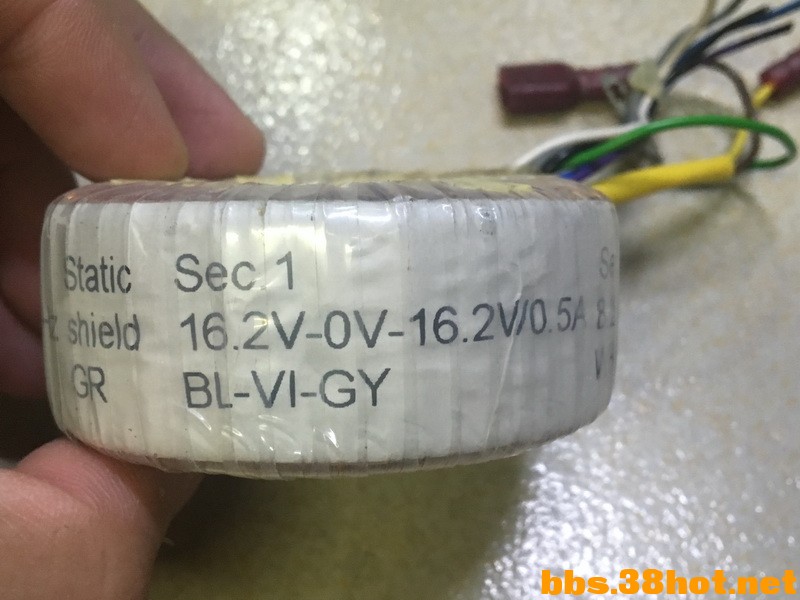 Static Sec 1
shield 16.2V-0V-16.2V/0.5A
GR BL-VI-GY
bbs.38hot.net